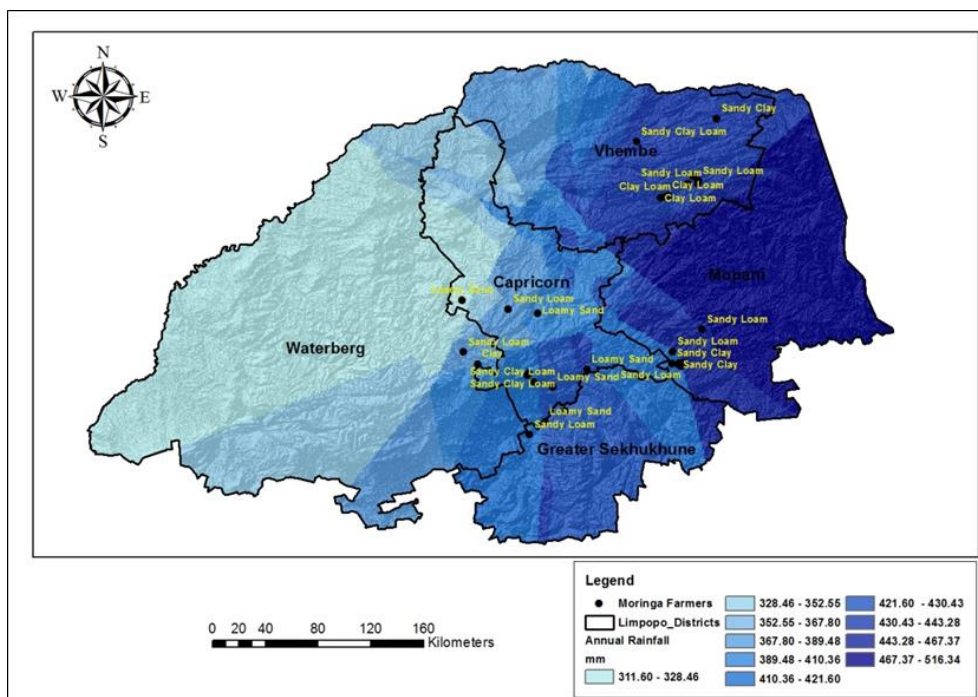 N
W
E
S
Sandy Clay
Sandy Clay Loam
Vhembe
Sandy Loam
Sandy Loam
Clay Loam
Clay Loam
Clay Loam
Mopani
Capricorn
Loamy Sand
Sandy Loam
Loamy Sand
Sandy Loam
Waterberg
Sandy Loam
Sandy Loam
Clay
Loamy Sand
Sandy Clay
Sandy Clay
Sandy Clay Loam
Sandy Clay Loam
Loamy Sand
Sandy Loam
Loamy Sand
Sandy Loam
Greater Sekhukhune
Legend
Moringa Farmers
Limpopo_Districts
Annual Rainfall
mm
311.60 - 328.46
328.46 - 352.55
352.55 - 367.80
367.80 - 389.48
389.48 - 410.36
410.36 - 421.60
421.60 - 430.43
430.43 - 443.28
443.28 - 467.37
467.37 - 516.34
0 20 40 80 120 160
Kilometers